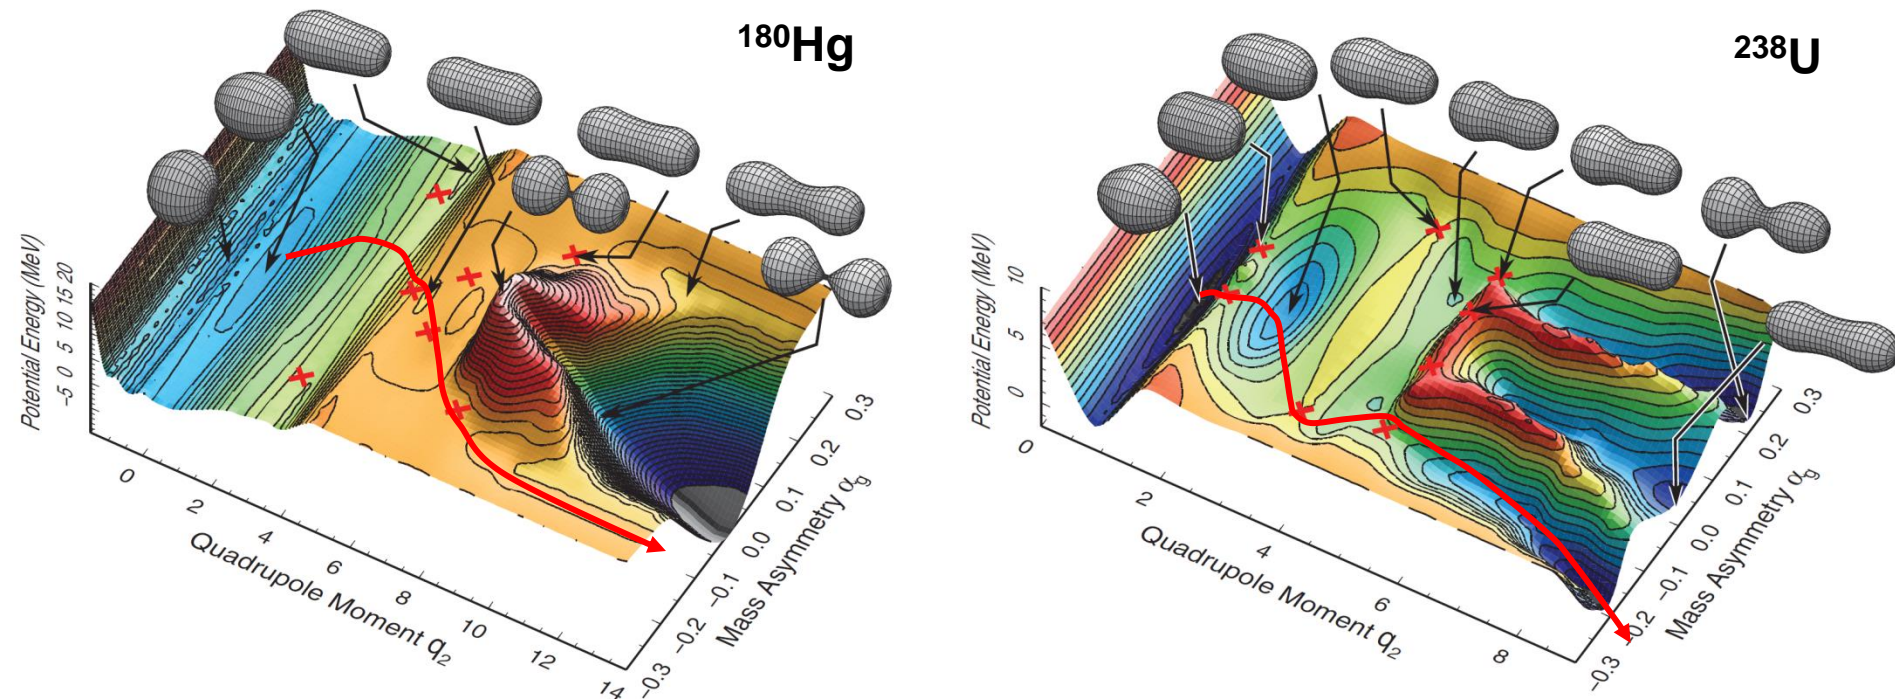 ¹⁸⁰Hg
Potential Energy (MeV)
-5 0 5 10 15 20
0 2 4 6 8 10 12 14
Quadrupole Moment q₂
-0.3 -0.2 -0.1 0.0 0.1 0.2 0.3
Mass Asymmetry α_g
²³⁸U
Potential Energy (MeV)
0 5 10
0 2 4 6 8
Quadrupole Moment q₂
-0.3 0.2 -0.1 0.0 0.1 0.2 0.3
Mass Asymmetry α_g